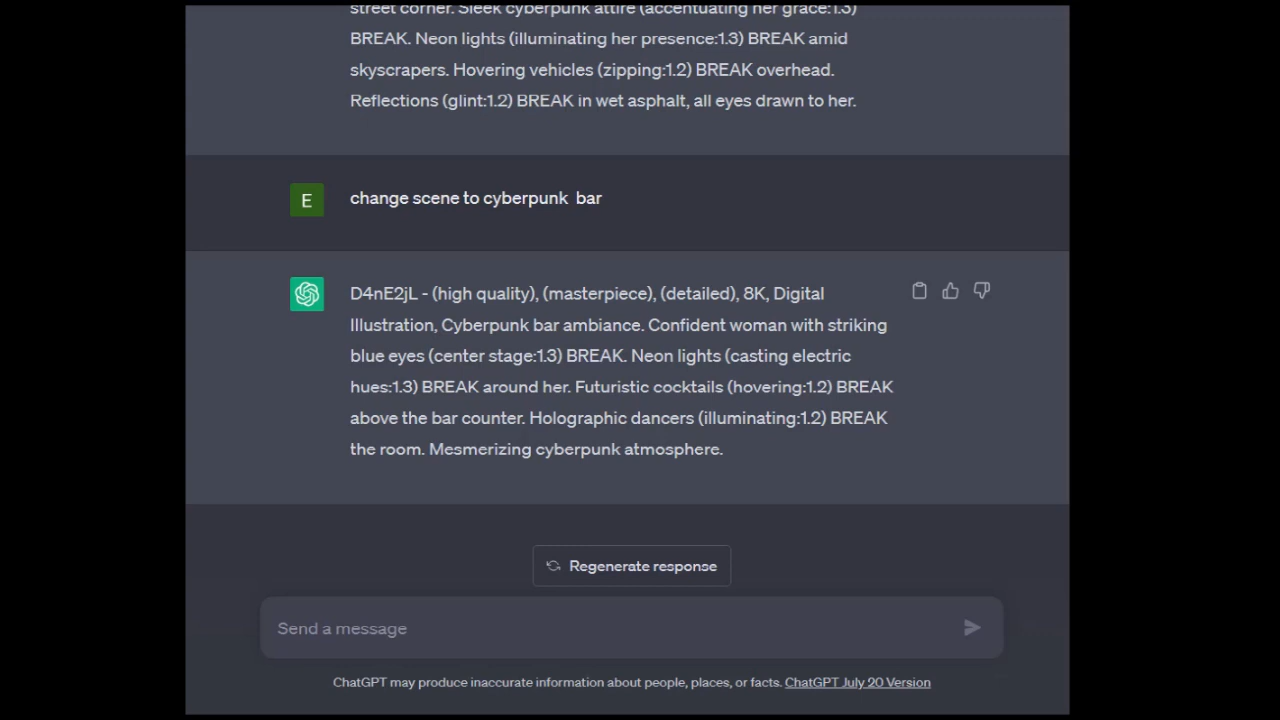 street corner. Sleek cyberpunk attire (accentuating her grace:1.3)
BREAK. Neon lights (illuminating her presence:1.3) BREAK amid
skyscrapers. Hovering vehicles (zipping:1.2) BREAK overhead.
Reflections (glint:1.2) BREAK in wet asphalt, all eyes drawn to her.
E
change scene to cyberpunk  bar
D4nE2jL - (high quality), (masterpiece), (detailed), 8K, Digital
Illustration, Cyberpunk bar ambiance. Confident woman with striking
blue eyes (center stage:1.3) BREAK. Neon lights (casting electric
hues:1.3) BREAK around her. Futuristic cocktails (hovering:1.2) BREAK
above the bar counter. Holographic dancers (illuminating:1.2) BREAK
the room. Mesmerizing cyberpunk atmosphere.
Regenerate response
Send a message
ChatGPT may produce inaccurate information about people, places, or facts. ChatGPT July 20 Version